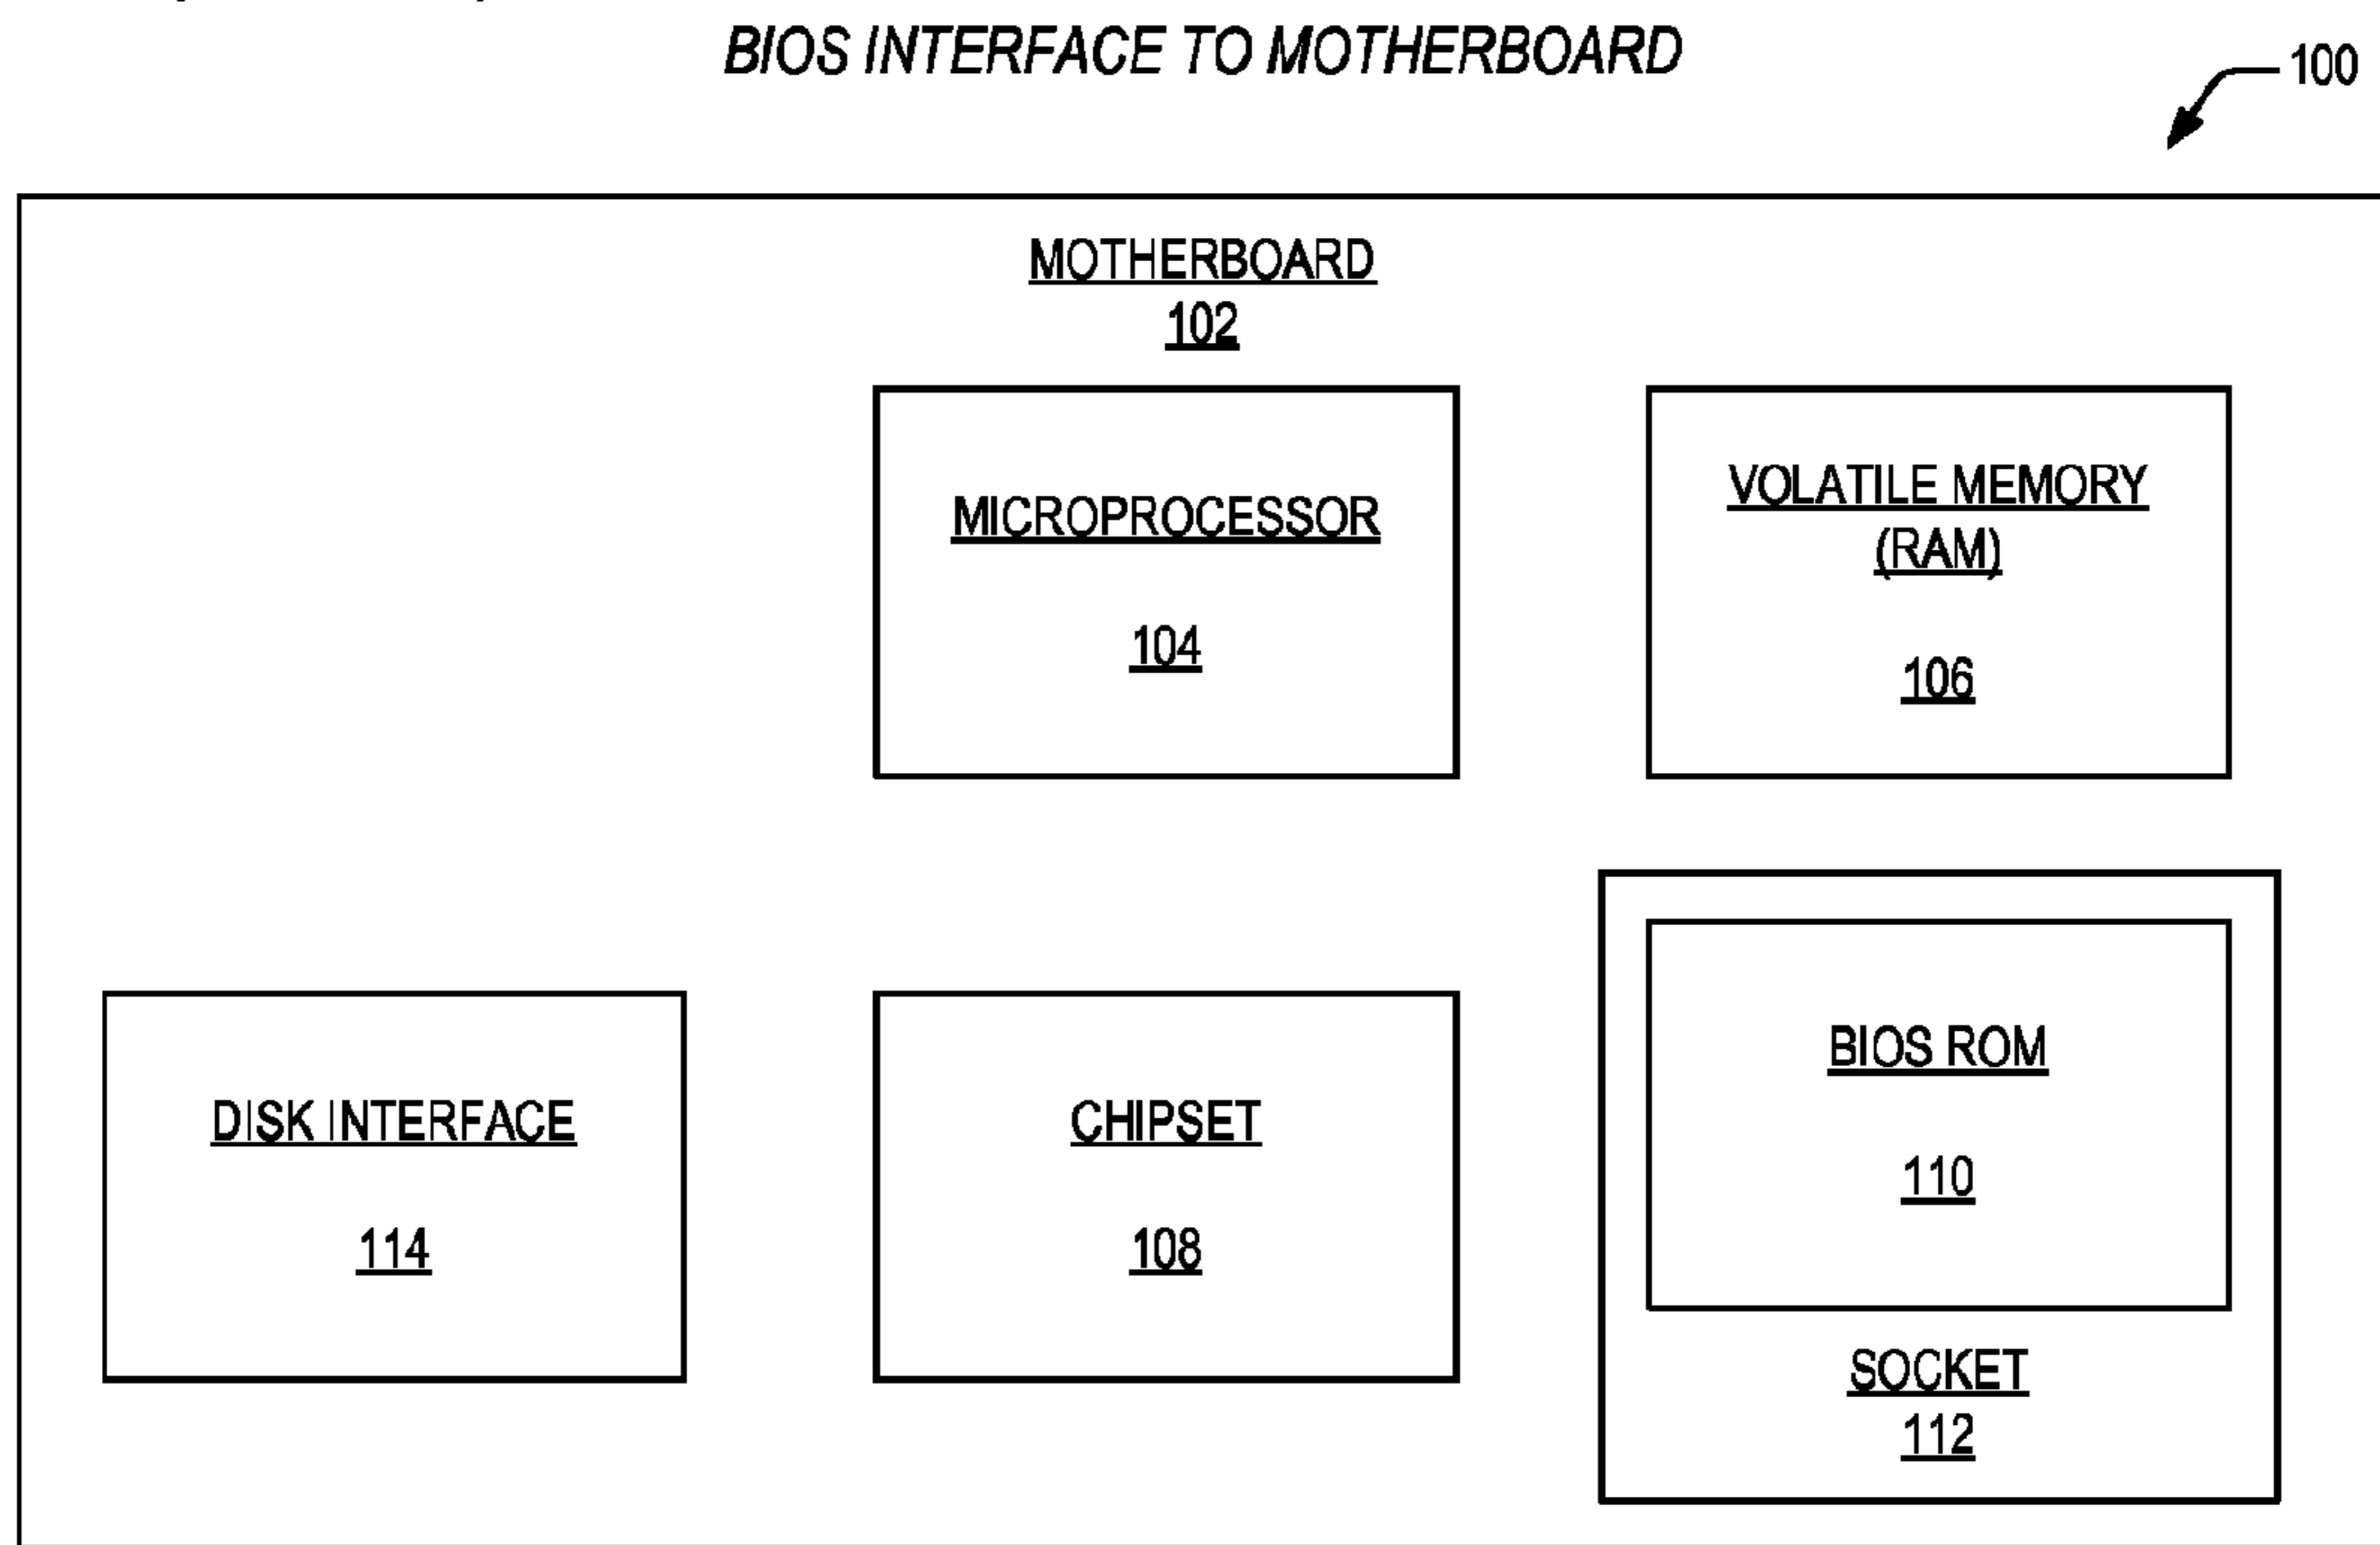 BIOS INTERFACE TO MOTHERBOARD
100
MOTHERBOARD
102
MICROPROCESSOR
104
VOLATILE MEMORY
(RAM)
106
DISK INTERFACE
114
CHIPSET
108
BIOS ROM
110
SOCKET
112